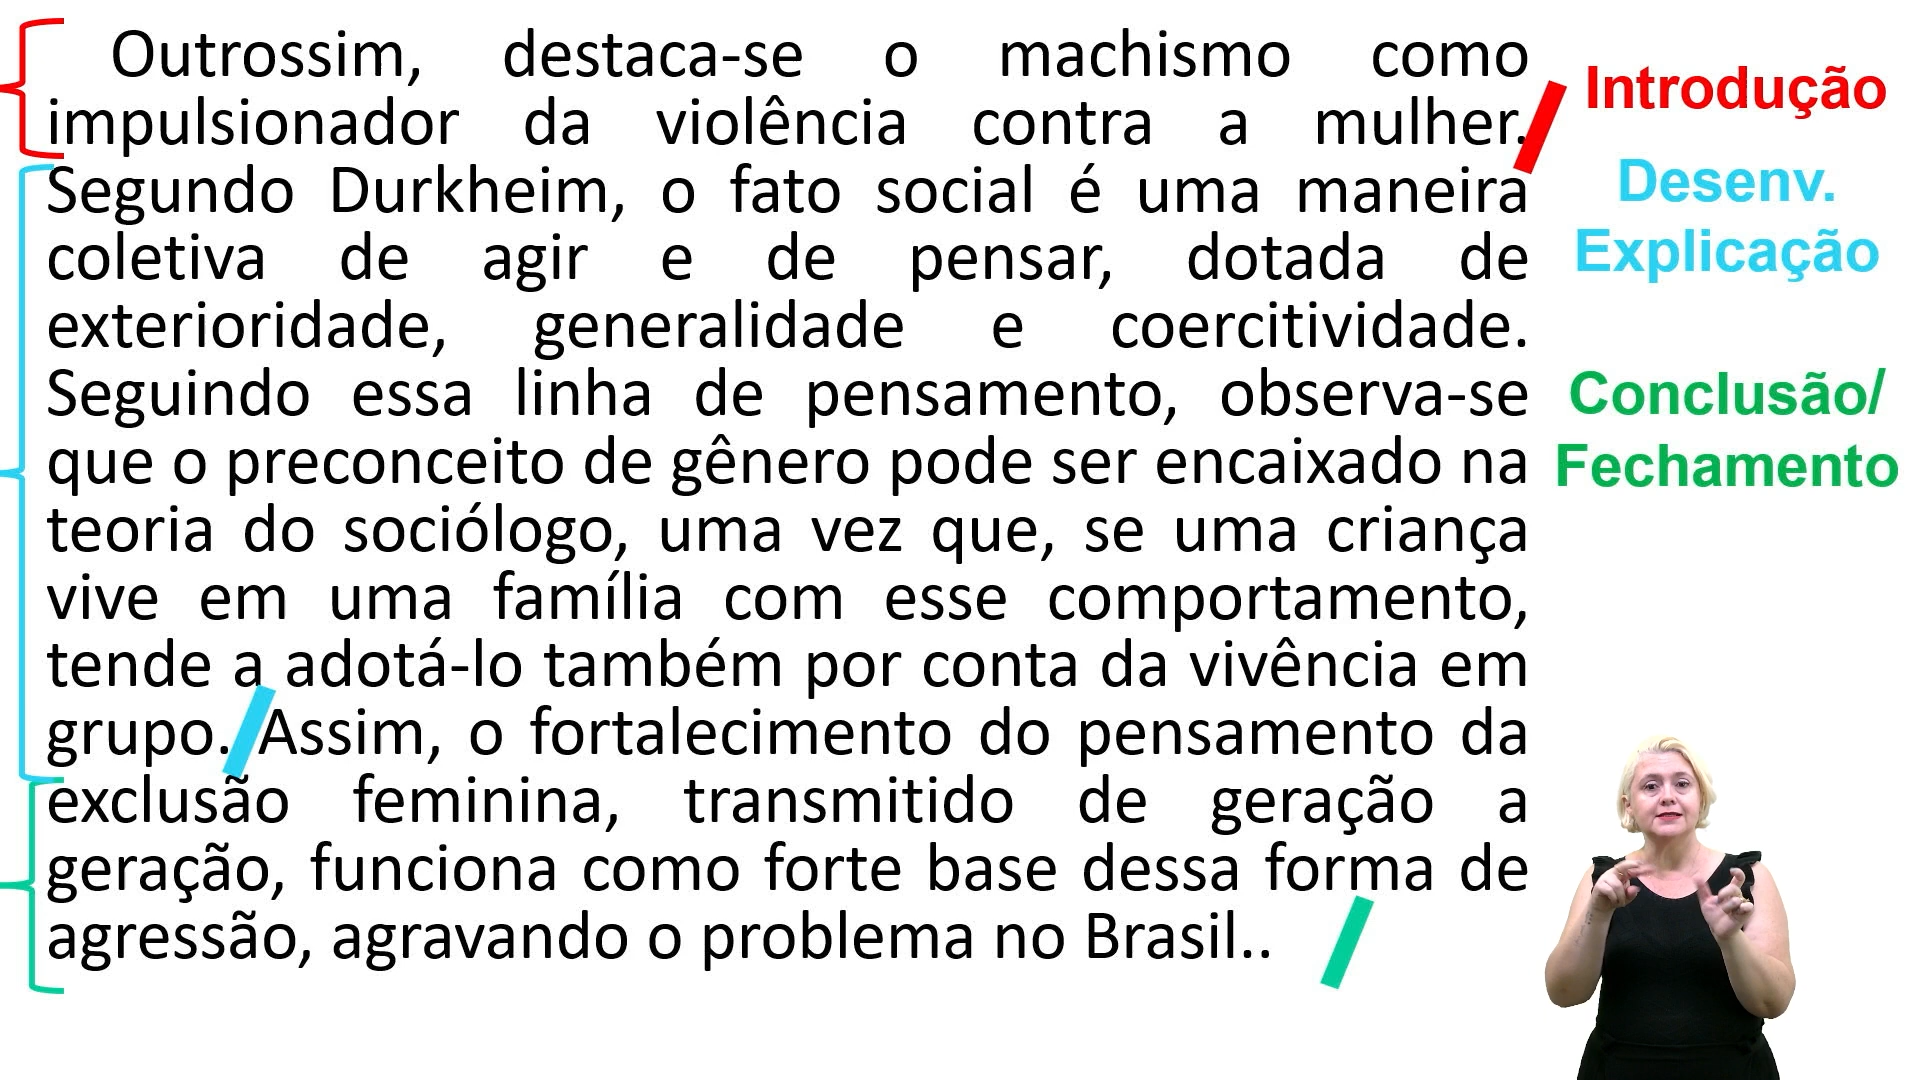 Outrossim, destaca-se o machismo como
impulsionador da violência contra a mulher.
Segundo Durkheim, o fato social é uma maneira
coletiva de agir e de pensar, dotada de
exterioridade, generalidade e coercitividade.
Seguindo essa linha de pensamento, observa-se
que o preconceito de gênero pode ser encaixado na
teoria do sociólogo, uma vez que, se uma criança
vive em uma família com esse comportamento,
tende a adotá-lo também por conta da vivência em
grupo. Assim, o fortalecimento do pensamento da
exclusão feminina, transmitido de geração a
geração, funciona como forte base dessa forma de
agressão, agravando o problema no Brasil..
Introdução
Desenv.
Explicação
Conclusão/
Fechamento